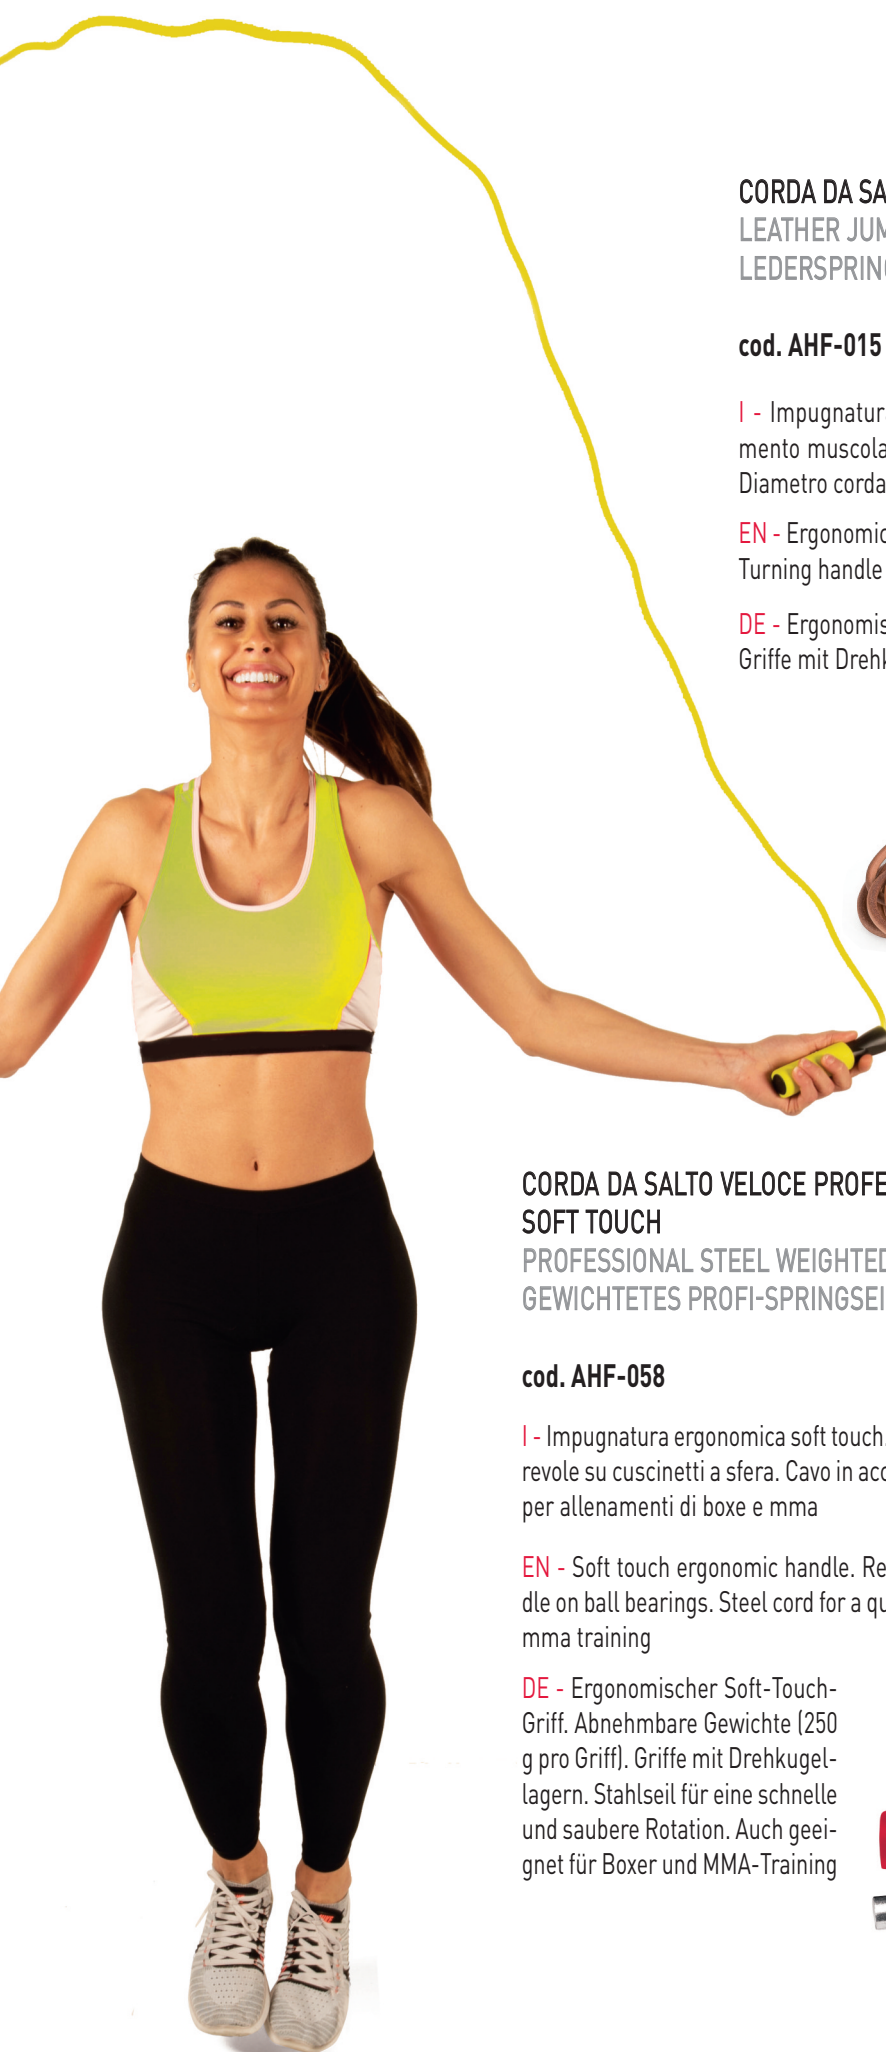 CORDA DA SA
LEATHER JUM
LEDERSPRING
cod. AHF-015
I - Impugnatura
mento muscola
Diametro corda
EN - Ergonomic
Turning handle
DE - Ergonomis
Griffe mit Drehk
CORDA DA SALTO VELOCE PROFE
SOFT TOUCH
PROFESSIONAL STEEL WEIGHTED
GEWICHTETES PROFI-SPRINGSEI
cod. AHF-058
I - Impugnatura ergonomica soft touch.
revole su cuscinetti a sfera. Cavo in acc
per allenamenti di boxe e mma
EN - Soft touch ergonomic handle. Re
dle on ball bearings. Steel cord for a qu
mma training
DE - Ergonomischer Soft-Touch-
Griff. Abnehmbare Gewichte (250
g pro Griff). Griffe mit Drehkugel-
lagern. Stahlseil für eine schnelle
und saubere Rotation. Auch geei-
gnet für Boxer und MMA-Training